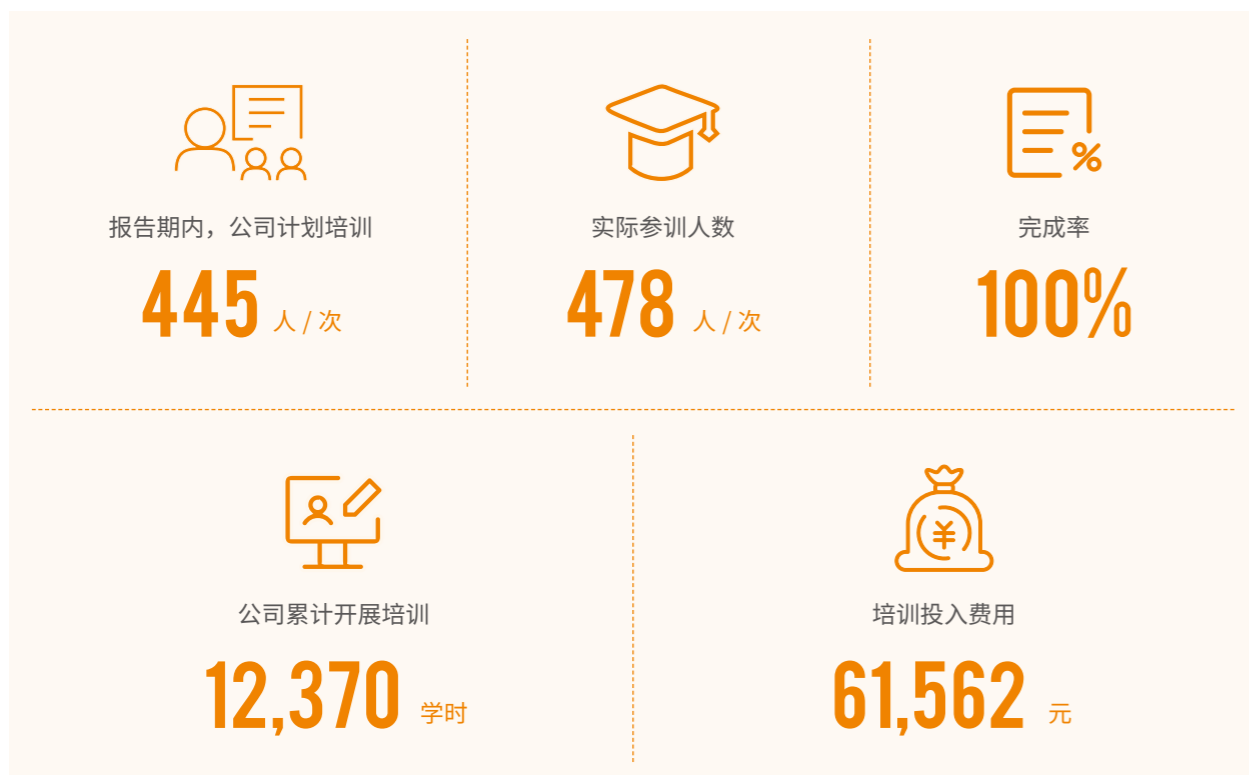 报告期内，公司计划培训
445 人 / 次
实际参训人数
478 人 / 次
完成率
100%
公司累计开展培训
12,370 学时
培训投入费用
61,562 元